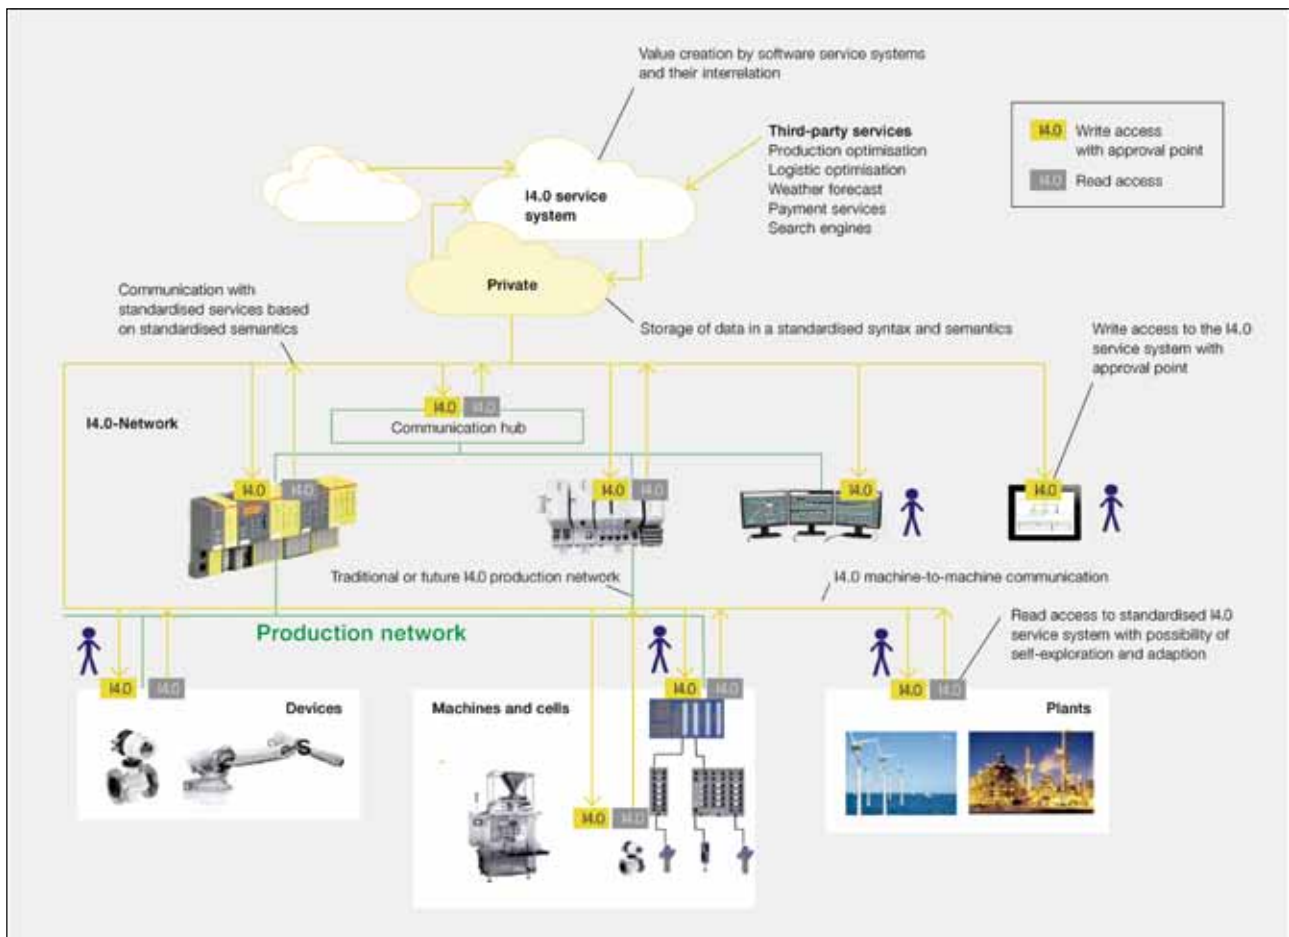 Value creation by software service systems
and their interrelation
Third-party services
Production optimisation
Logistic optimisation
Weather forecast
Payment services
Search engines
I4.0 Write access
with approval point
I4.0 Read access
I4.0 service
system
Private
Communication with
standardised services based
on standardised semantics
Storage of data in a standardised syntax and semantics
Write access to the I4.0
service system with
approval point
I4.0-Network
I4.0 I4.0
Communication hub
I4.0 I4.0
I4.0 I4.0
I4.0
I4.0
Traditional or future I4.0 production network
I4.0 machine-to-machine communication
Production network
Read access to standardised I4.0
service system with possibility of
self-exploration and adaption
I4.0 I4.0
I4.0 I4.0
I4.0 I4.0
Devices
Machines and cells
Plants
I4.0 I4.0